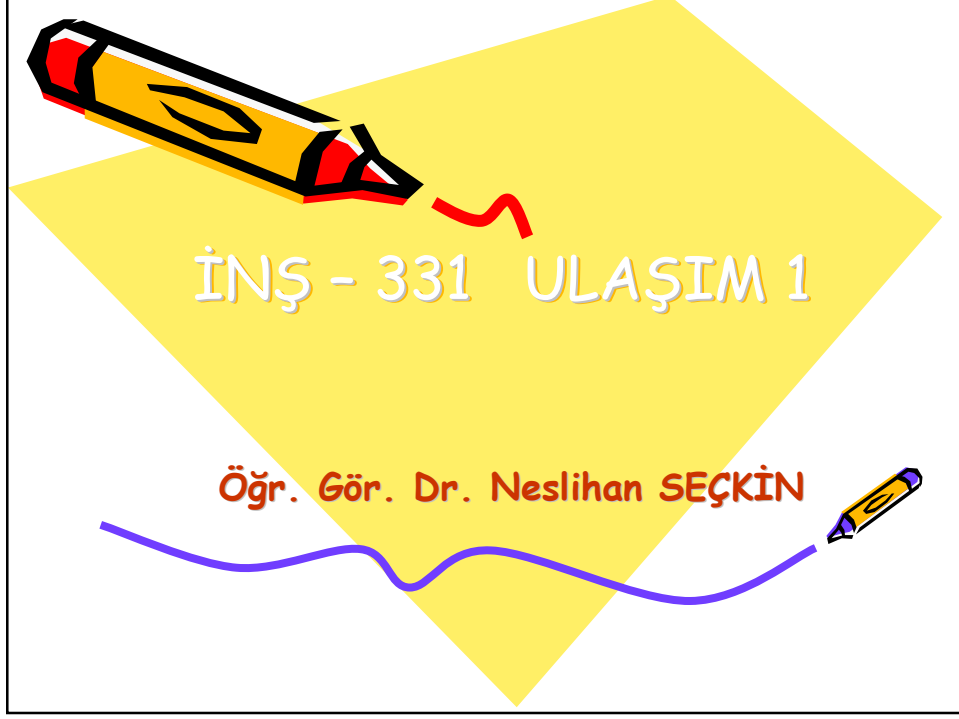 İNŞ – 331 ULAŞIM 1
Öğr. Gör. Dr. Neslihan SEÇKİN